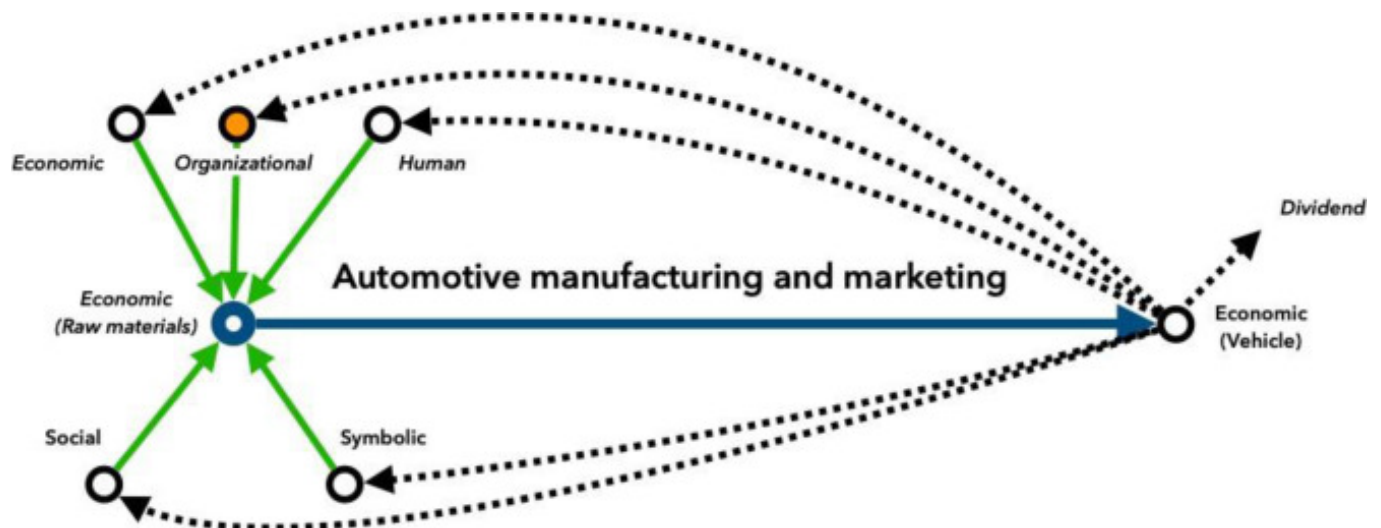 Economic
Organizational
Human
Dividend
Automotive manufacturing and marketing
Economic
(Raw materials)
Economic
(Vehicle)
Social
Symbolic